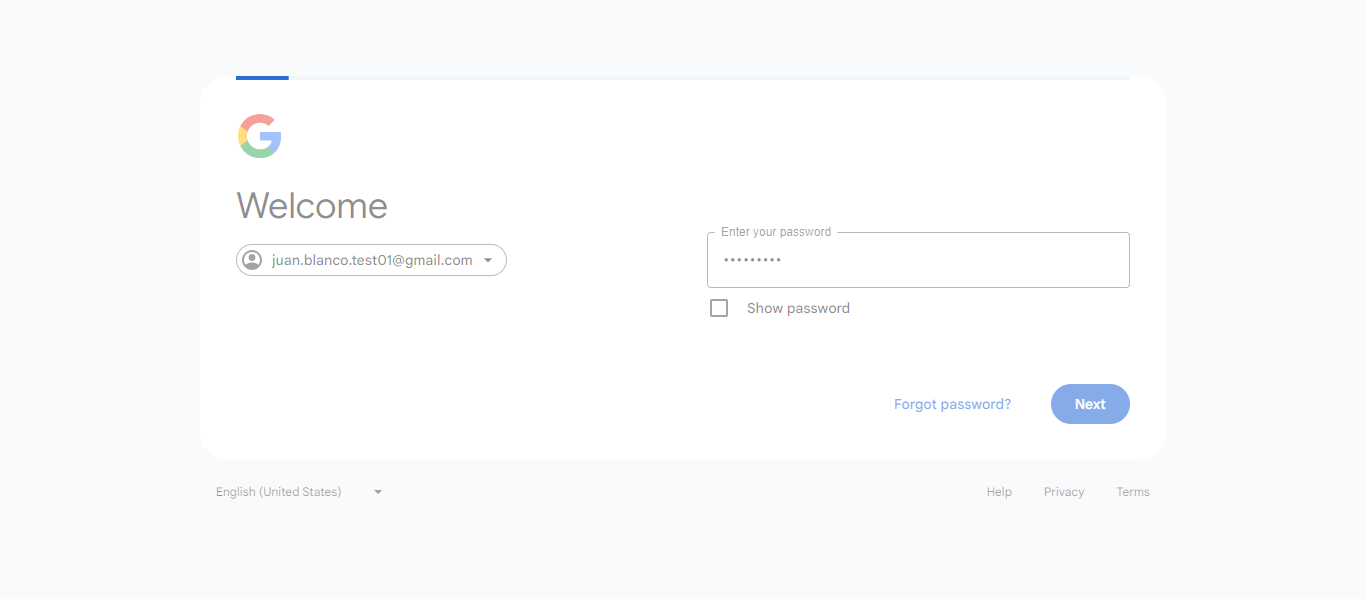 Welcome
juan.blanco.test01@gmail.com
Enter your password
•••••••••
Show password
Forgot password?
Next
English (United States)
Help
Privacy
Terms